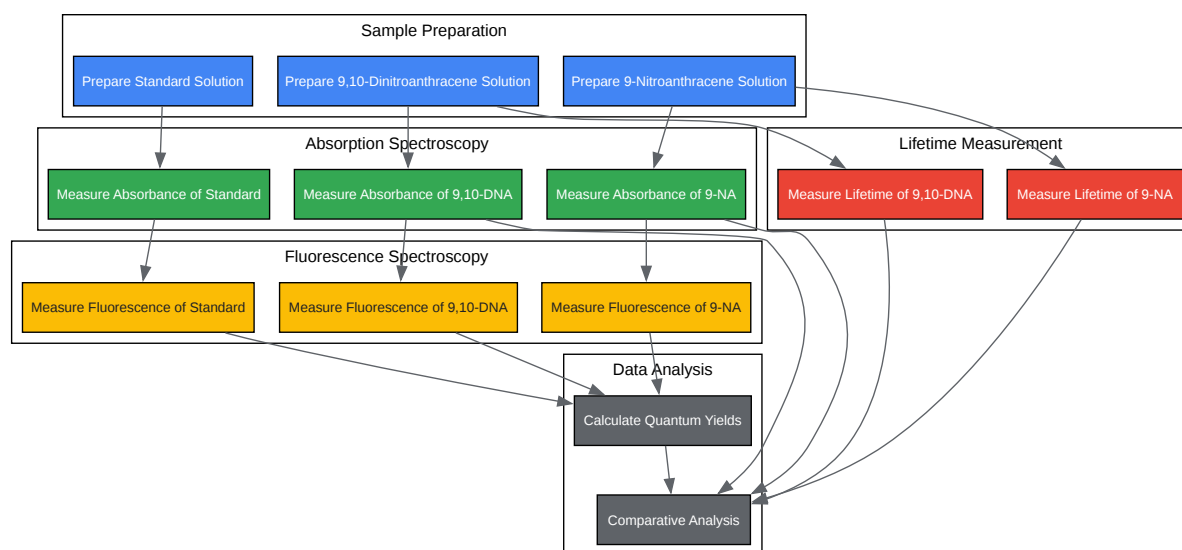 Sample Preparation
Prepare Standard Solution
Prepare 9,10-Dinitroanthracene Solution
Prepare 9-Nitroanthracene Solution
Absorption Spectroscopy
Lifetime Measurement
Measure Absorbance of Standard
Measure Absorbance of 9,10-DNA
Measure Absorbance of 9-NA
Measure Lifetime of 9,10-DNA
Measure Lifetime of 9-NA
Fluorescence Spectroscopy
Measure Fluorescence of Standard
Measure Fluorescence of 9,10-DNA
Measure Fluorescence of 9-NA
Data Analysis
Calculate Quantum Yields
Comparative Analysis